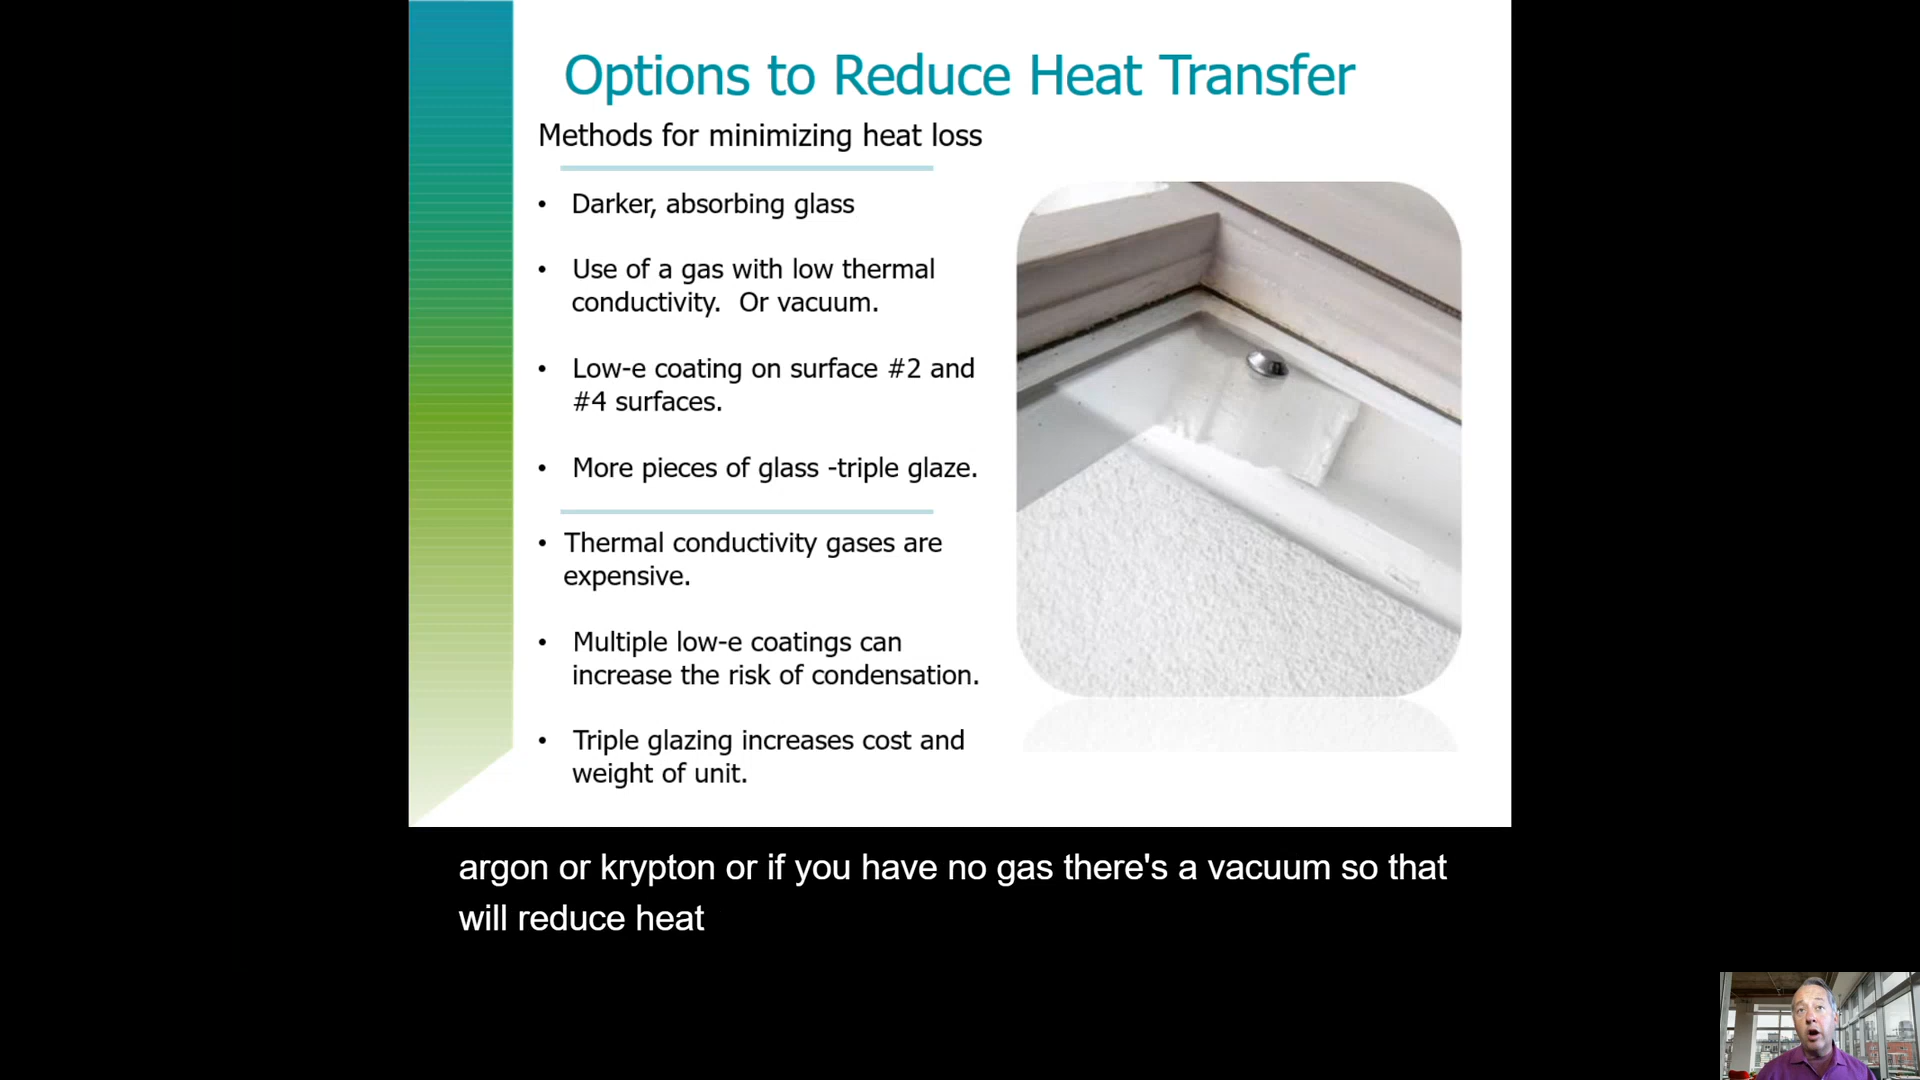 Options to Reduce Heat Transfer
Methods for minimizing heat loss
• Darker, absorbing glass
• Use of a gas with low thermal
conductivity.  Or vacuum.
• Low-e coating on surface #2 and
#4 surfaces.
• More pieces of glass -triple glaze.
• Thermal conductivity gases are
expensive.
• Multiple low-e coatings can
increase the risk of condensation.
• Triple glazing increases cost and
weight of unit.
argon or krypton or if you have no gas there's a vacuum so that
will reduce heat